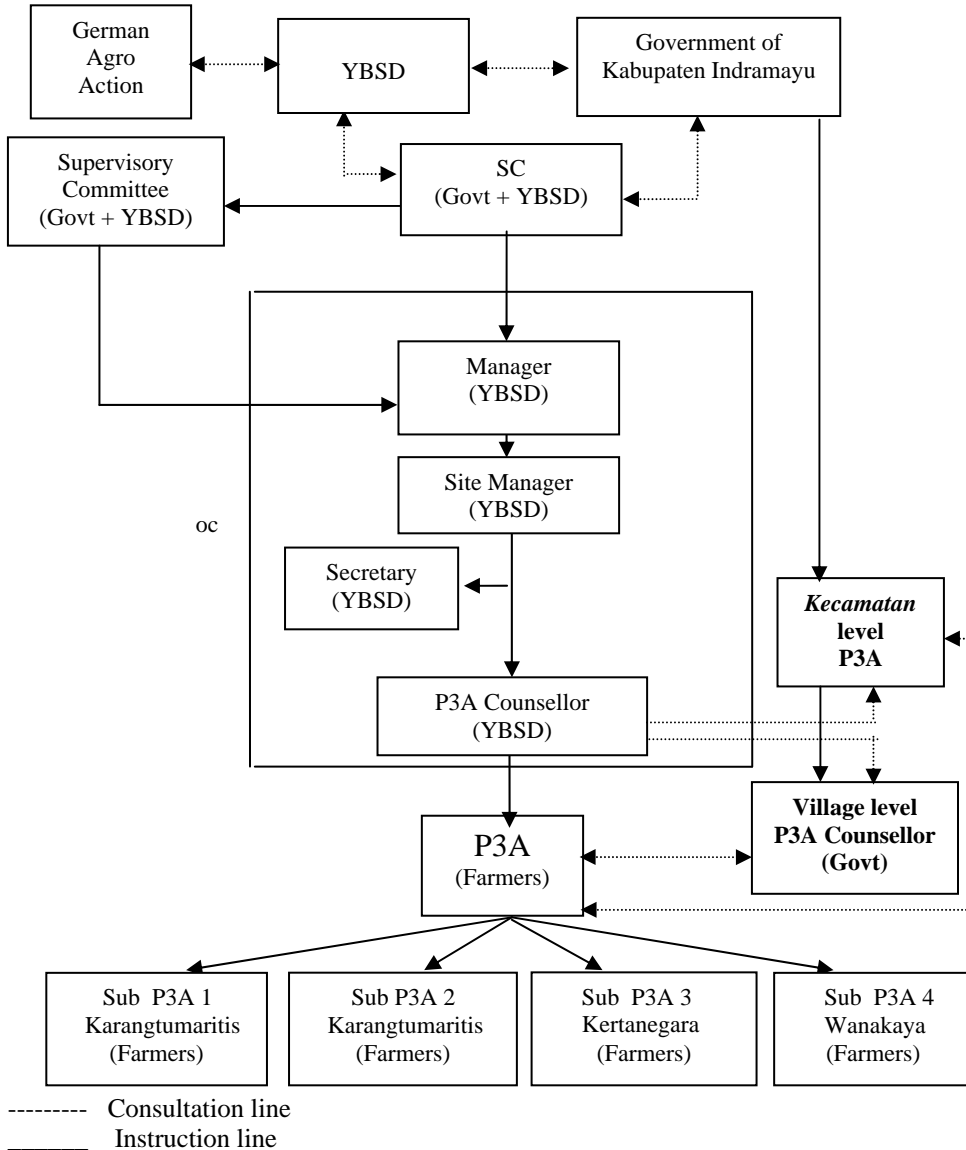 German
Agro
Action
YBSD
Government of
Kabupaten Indramayu
Supervisory
Committee
(Govt + YBSD)
SC
(Govt + YBSD)
Manager
(YBSD)
Site Manager
(YBSD)
oc
Secretary
(YBSD)
Kecamatan
level
P3A
P3A Counsellor
(YBSD)
Village level
P3A Counsellor
(Govt)
P3A
(Farmers)
Sub P3A 1
Karangtumaritis
(Farmers)
Sub P3A 2
Karangtumaritis
(Farmers)
Sub P3A 3
Kertanegara
(Farmers)
Sub P3A 4
Wanakaya
(Farmers)
--------- Consultation line
_______ Instruction line